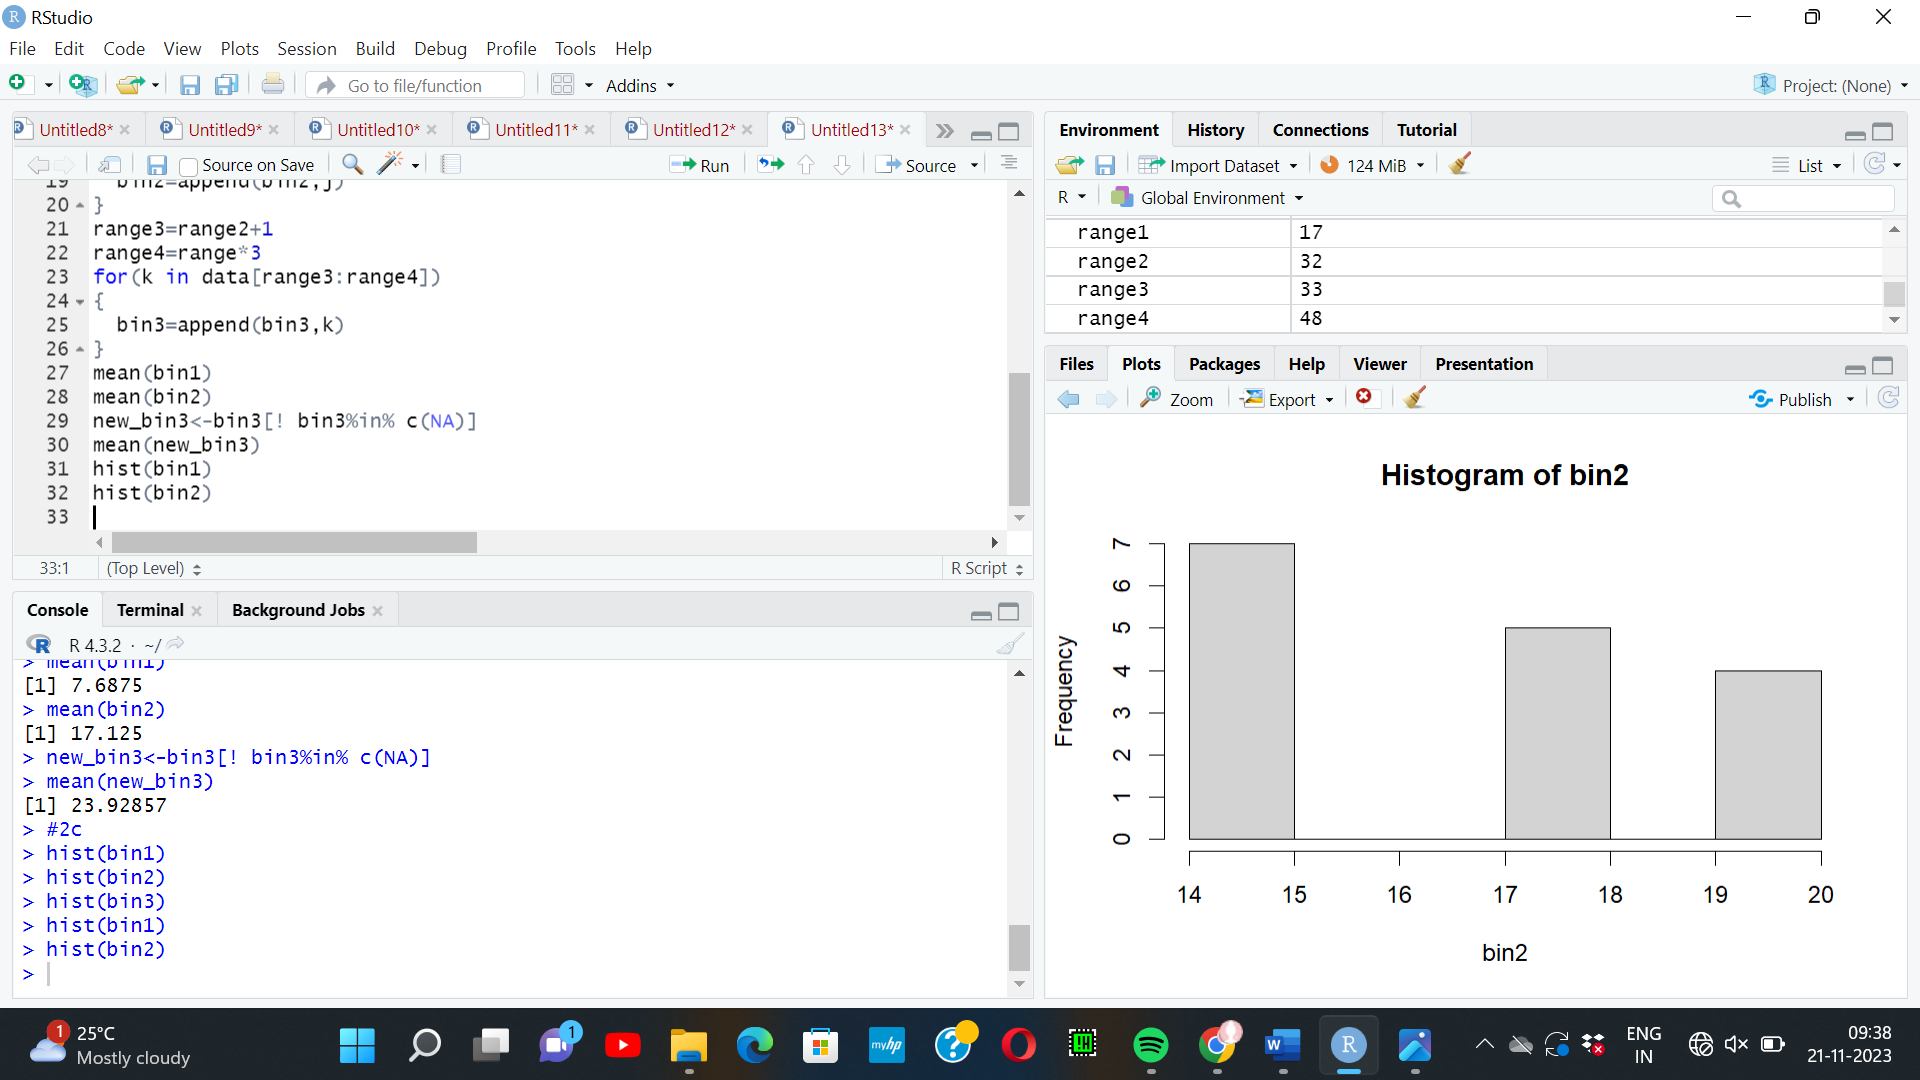 RStudio
File Edit Code View Plots Session Build Debug Profile Tools Help
Go to file/function Addins Project: (None)
Untitled8* Untitled9* Untitled10* Untitled11* Untitled12* Untitled13*
Source on Save Run Source
19 bin2=append(bin2,j)
20 }
21 range3=range2+1
22 range4=range*3
23 for(k in data[range3:range4])
24 {
25 bin3=append(bin3,k)
26 }
27 mean(bin1)
28 mean(bin2)
29 new_bin3<-bin3[! bin3%in% c(NA)]
30 mean(new_bin3)
31 hist(bin1)
32 hist(bin2)
33
33:1 (Top Level) R Script
Console Terminal Background Jobs
R 4.3.2 · ~/
> mean(bin1)
[1] 7.6875
> mean(bin2)
[1] 17.125
> new_bin3<-bin3[! bin3%in% c(NA)]
> mean(new_bin3)
[1] 23.92857
> #2c
> hist(bin1)
> hist(bin2)
> hist(bin3)
> hist(bin1)
> hist(bin2)
>
Environment History Connections Tutorial
Import Dataset 124 MiB List
R Global Environment
range1 17
range2 32
range3 33
range4 48
Files Plots Packages Help Viewer Presentation
Zoom Export Publish
Histogram of bin2
Frequency
7
6
5
4
3
2
1
0
14 15 16 17 18 19 20
bin2
1 25°C
Mostly cloudy
1
myhp
ENG
IN
09:38
21-11-2023